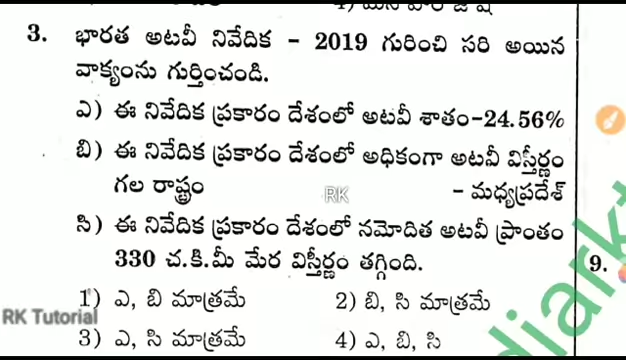 3. భారత అటవీ నివేదిక - 2019 గురించి సరి అయిన
వాక్యంను గుర్తించండి.
ఎ) ఈ నివేదిక ప్రకారం దేశంలో అటవీ శాతం-24.56%
బి) ఈ నివేదిక ప్రకారం దేశంలో అధికంగా అటవీ విస్తీర్ణం
గల రాష్ట్రం - మధ్యప్రదేశ్
RK
సి) ఈ నివేదిక ప్రకారం దేశంలో నమోదిత అటవీ ప్రాంతం
330 చ.కి.మీ మేర విస్తీర్ణం తగ్గింది.
9.
1) ఎ, బి మాత్రమే 2) బి, సి మాత్రమే
RK Tutorial
3) ఎ, సి మాత్రమే 4) ఎ, బి, సి